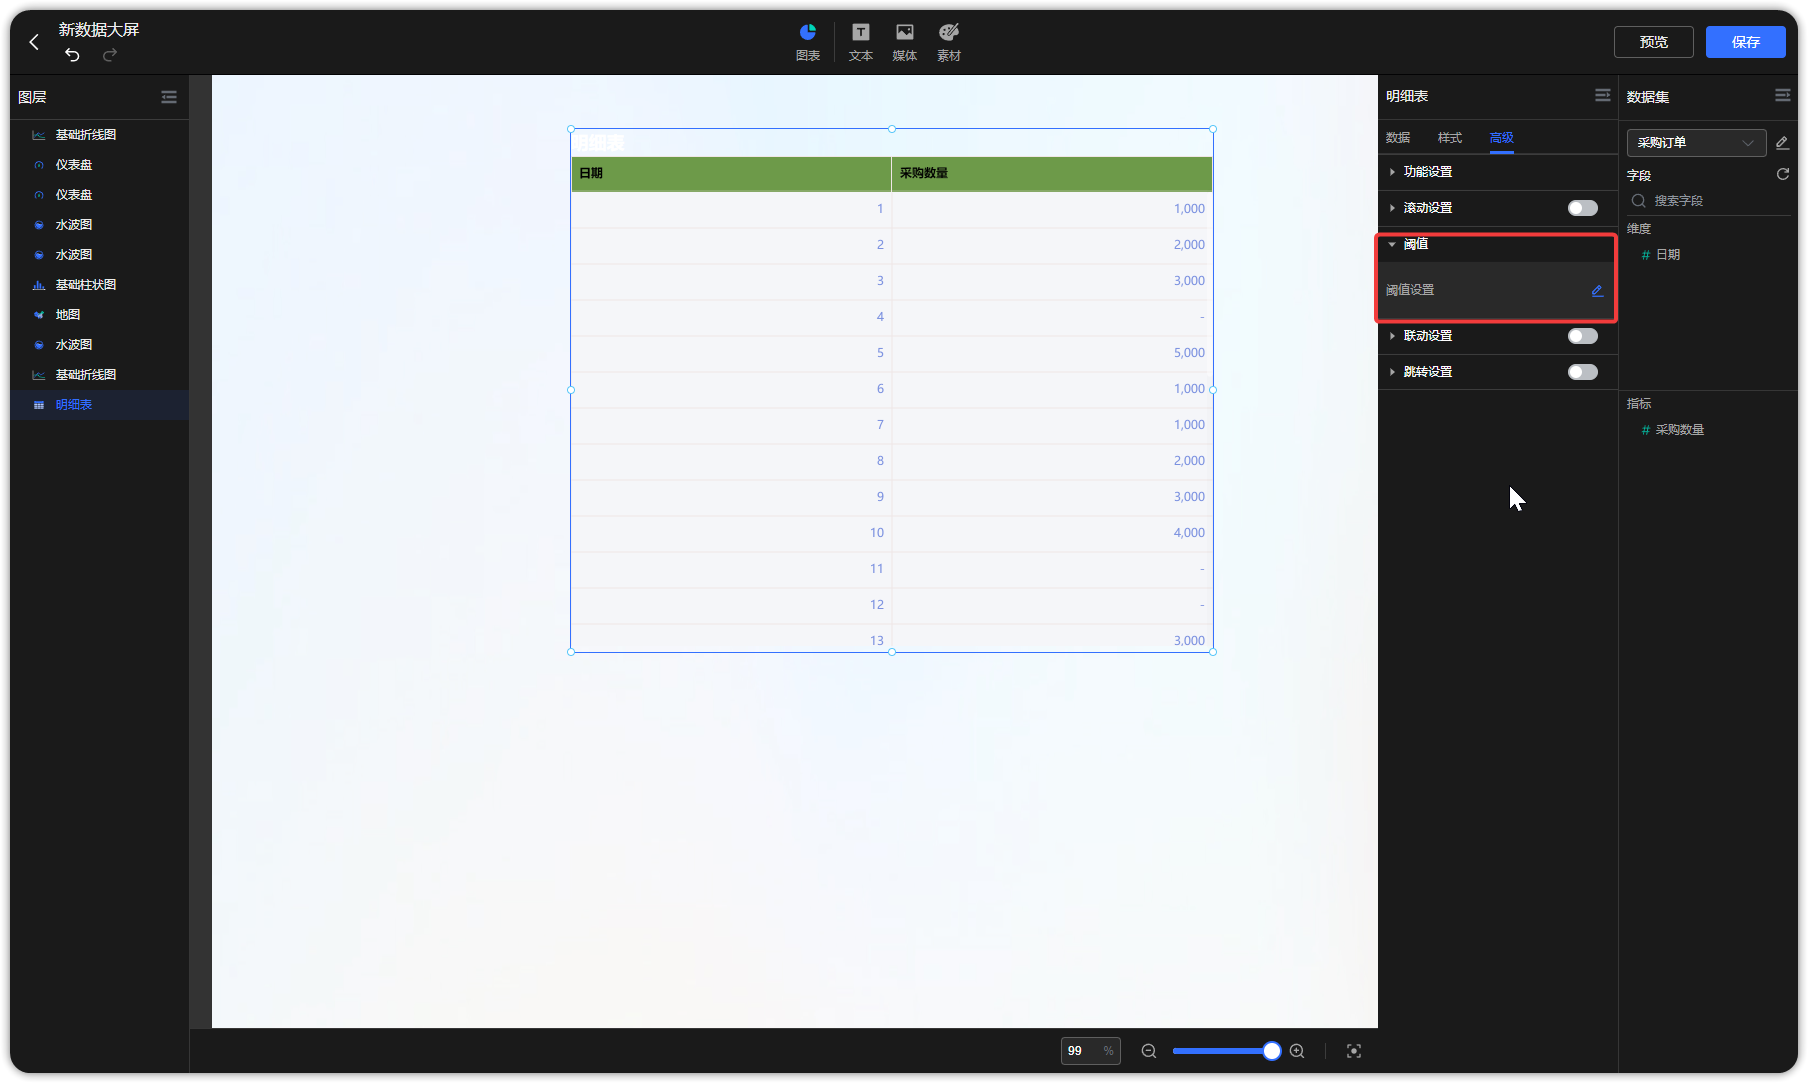 新数据大屏
图表
文本
媒体
素材
预览
保存
图层
基础折线图
仪表盘
仪表盘
水波图
水波图
基础柱状图
地图
水波图
基础折线图
明细表
明细表
日期 采购数量
1 1,000
2 2,000
3 3,000
4 -
5 5,000
6 1,000
7 1,000
8 2,000
9 3,000
10 4,000
11 -
12 -
13 3,000
99 %
明细表
数据 样式 高级
功能设置
滚动设置
阈值
阈值设置
联动设置
跳转设置
数据集
采购订单
字段
搜索字段
维度
# 日期
指标
# 采购数量